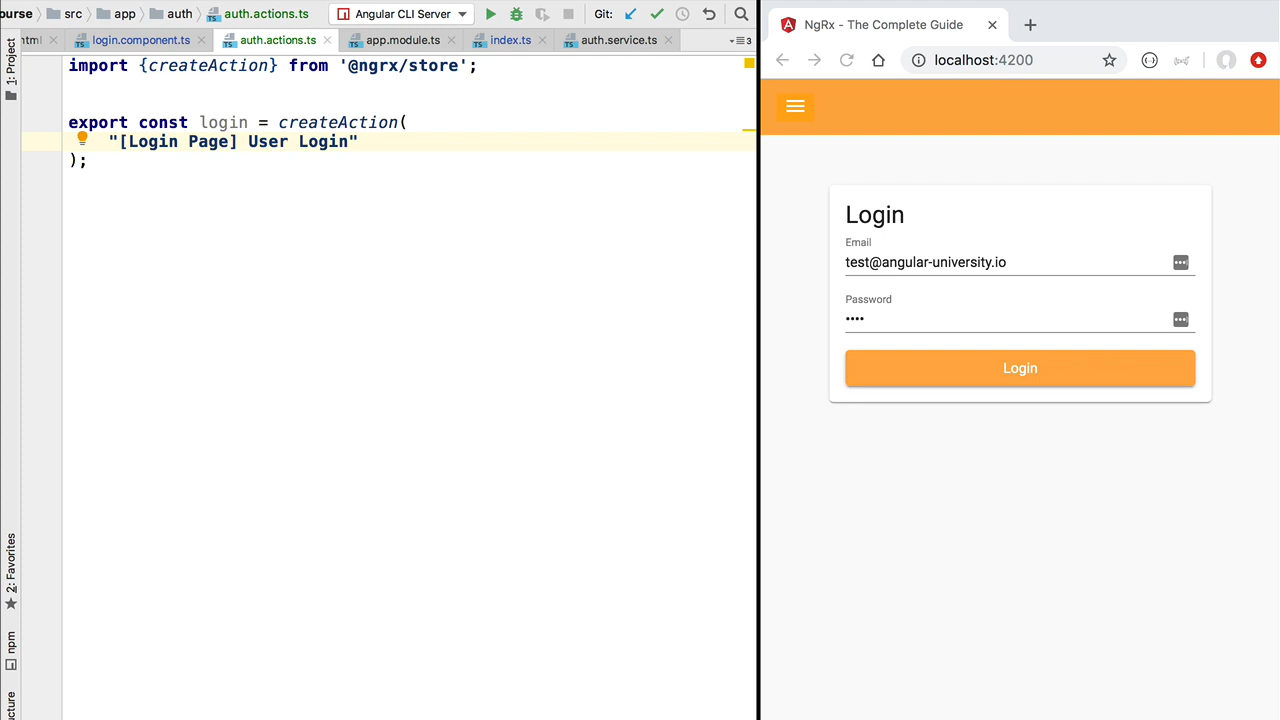 ourse src app auth auth.actions.ts Angular CLI Server Git:
html login.component.ts auth.actions.ts app.module.ts index.ts auth.service.ts 3
1: Project
2: Favorites
npm
ucture
import {createAction} from '@ngrx/store';
export const login = createAction(
"[Login Page] User Login"
);
NgRx - The Complete Guide
localhost:4200
Login
Email
test@angular-university.io
Password
••••
Login